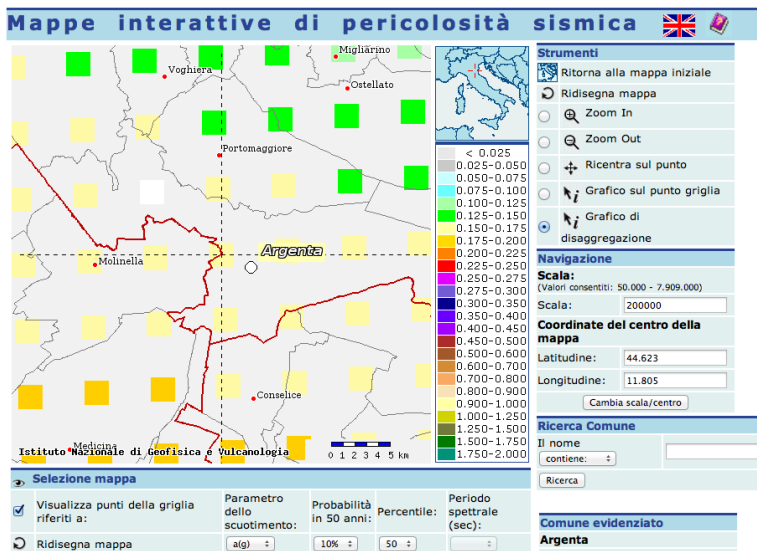 Mappe interattive di pericolosità sismica
Migliarino
Voghiera
Ostellato
Portomaggiore
Argenta
Molinella
Conselice
Medicina
Istituto Nazionale di Geofisica e Vulcanologia
0 1 2 3 4 5 km
< 0.025
0.025-0.050
0.050-0.075
0.075-0.100
0.100-0.125
0.125-0.150
0.150-0.175
0.175-0.200
0.200-0.225
0.225-0.250
0.250-0.275
0.275-0.300
0.300-0.350
0.350-0.400
0.400-0.450
0.450-0.500
0.500-0.600
0.600-0.700
0.700-0.800
0.800-0.900
0.900-1.000
1.000-1.250
1.250-1.500
1.500-1.750
1.750-2.000
Strumenti
Ritorna alla mappa iniziale
Ridisegna mappa
Zoom In
Zoom Out
Ricentra sul punto
Grafico sul punto griglia
Grafico di
disaggregazione
Navigazione
Scala:
(Valori consentiti: 50.000 - 7.909.000)
Scala: 200000
Coordinate del centro della
mappa
Latitudine: 44.623
Longitudine: 11.805
Cambia scala/centro
Ricerca Comune
Il nome
contiene:
Ricerca
Comune evidenziato
Argenta
Selezione mappa
Visualizza punti della griglia
riferiti a:
Parametro
dello
scuotimento:
Probabilità
in 50 anni:
Percentile:
Periodo
spettrale
(sec):
Ridisegna mappa
a(g)
10%
50